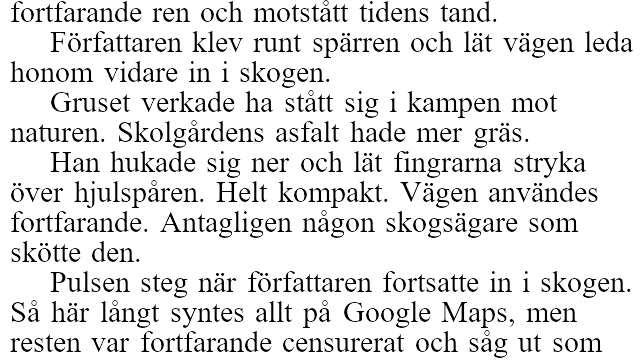 fortfarande ren och motstått tidens tand.
Författaren klev runt spärren och lät vägen leda
honom vidare in i skogen.
Gruset verkade ha stått sig i kampen mot
naturen. Skolgårdens asfalt hade mer gräs.
Han hukade sig ner och lät fingrarna stryka
över hjulspåren. Helt kompakt. Vägen användes
fortfarande. Antagligen någon skogsägare som
skötte den.
Pulsen steg när författaren fortsatte in i skogen.
Så här långt syntes allt på Google Maps, men
resten var fortfarande censurerat och såg ut som